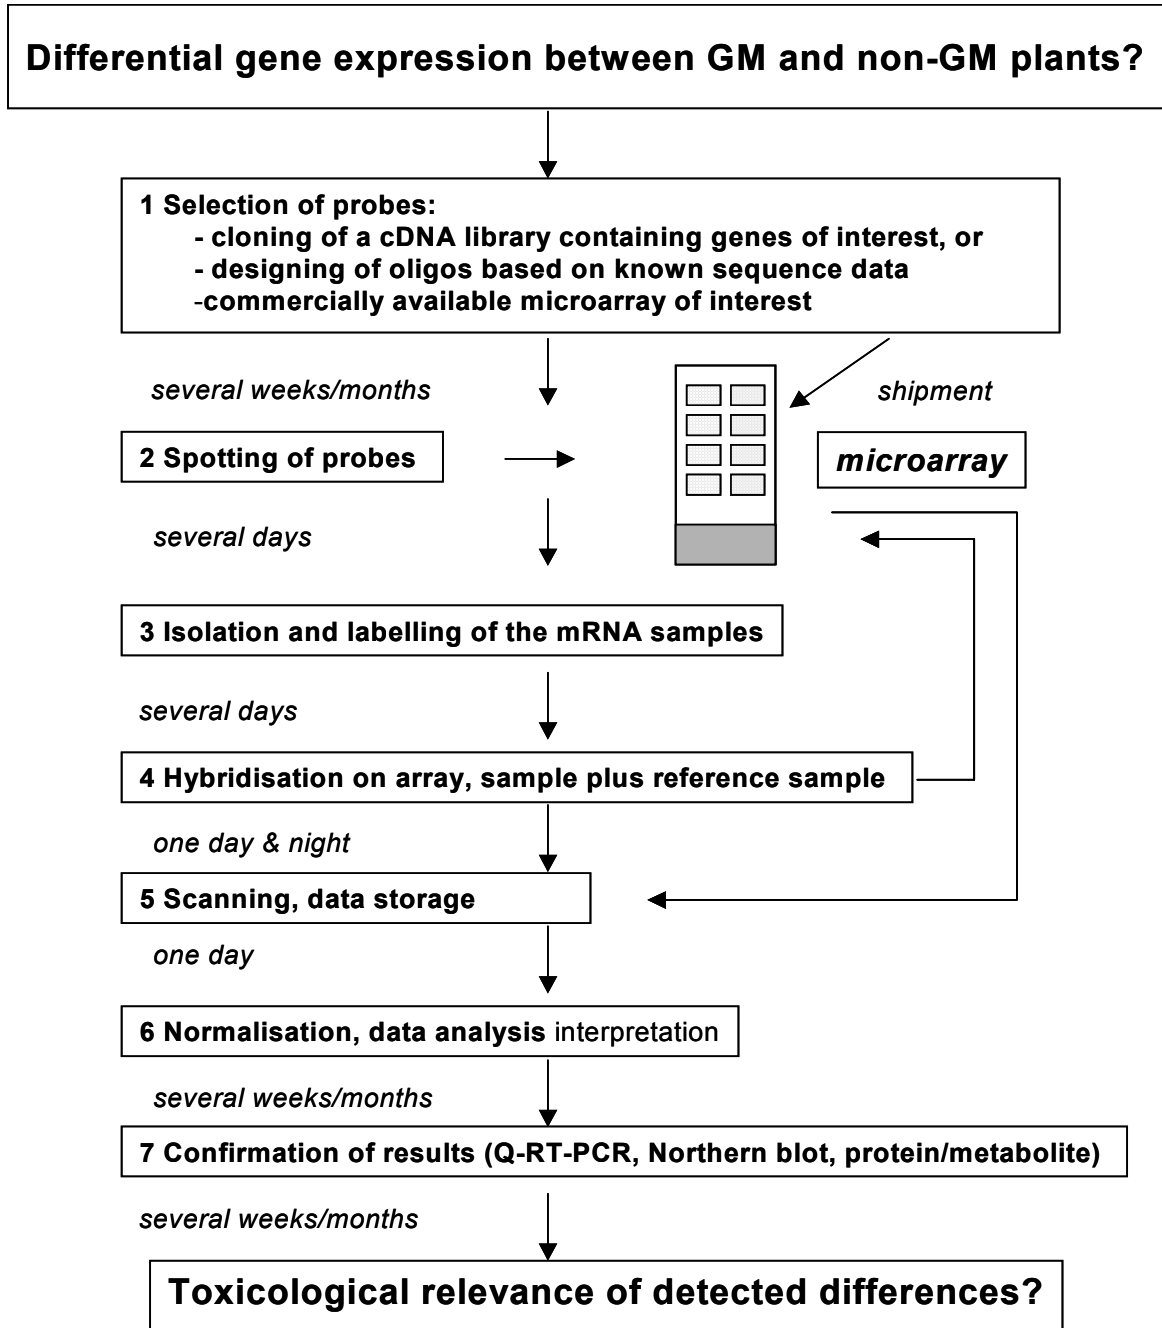 Differential gene expression between GM and non-GM plants?
1 Selection of probes:
- cloning of a cDNA library containing genes of interest, or
- designing of oligos based on known sequence data
-commercially available microarray of interest
several weeks/months
shipment
2 Spotting of probes
microarray
several days
3 Isolation and labelling of the mRNA samples
several days
4 Hybridisation on array, sample plus reference sample
one day & night
5 Scanning, data storage
one day
6 Normalisation, data analysis interpretation
several weeks/months
7 Confirmation of results (Q-RT-PCR, Northern blot, protein/metabolite)
several weeks/months
Toxicological relevance of detected differences?